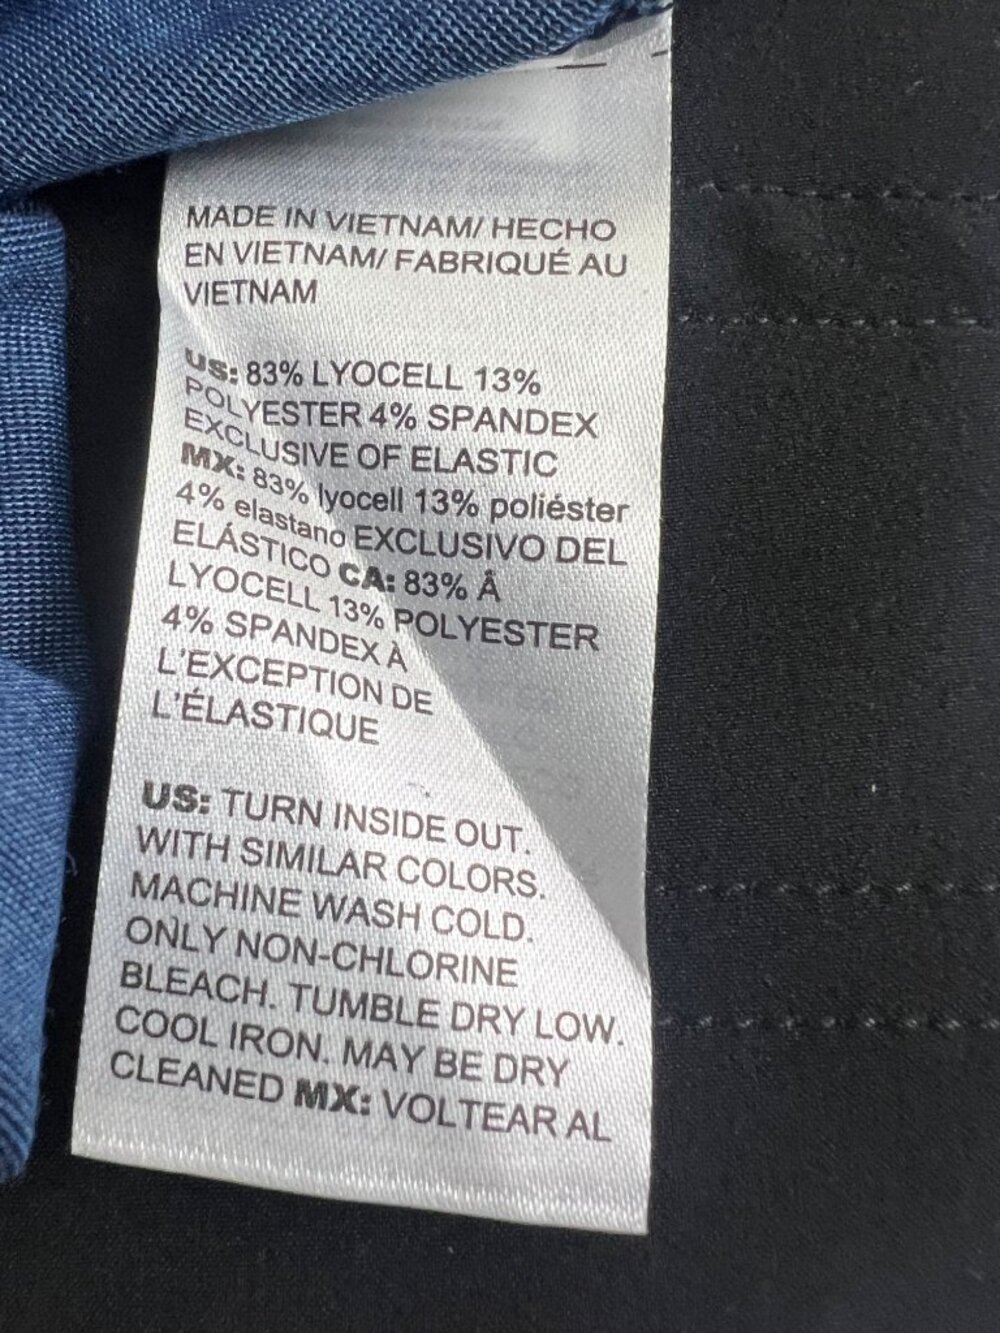 MADE IN VIETNAM/ HECHO
EN VIETNAM/ FABRIQUÉ AU
VIETNAM
US: 83% LYOCELL 13%
POLYESTER 4% SPANDEX
EXCLUSIVE OF ELASTIC
MX: 83% lyocell 13% poliéster
4% elastano EXCLUSIVO DEL
ELÁSTICO CA: 83% Â
LYOCELL 13% POLYESTER
4% SPANDEX À
L'EXCEPTION DE
L'ÉLASTIQUE
US: TURN INSIDE OUT.
WITH SIMILAR COLORS.
MACHINE WASH COLD.
ONLY NON-CHLORINE
BLEACH. TUMBLE DRY LOW.
COOL IRON. MAY BE DRY
CLEANED MX: VOLTEAR AL